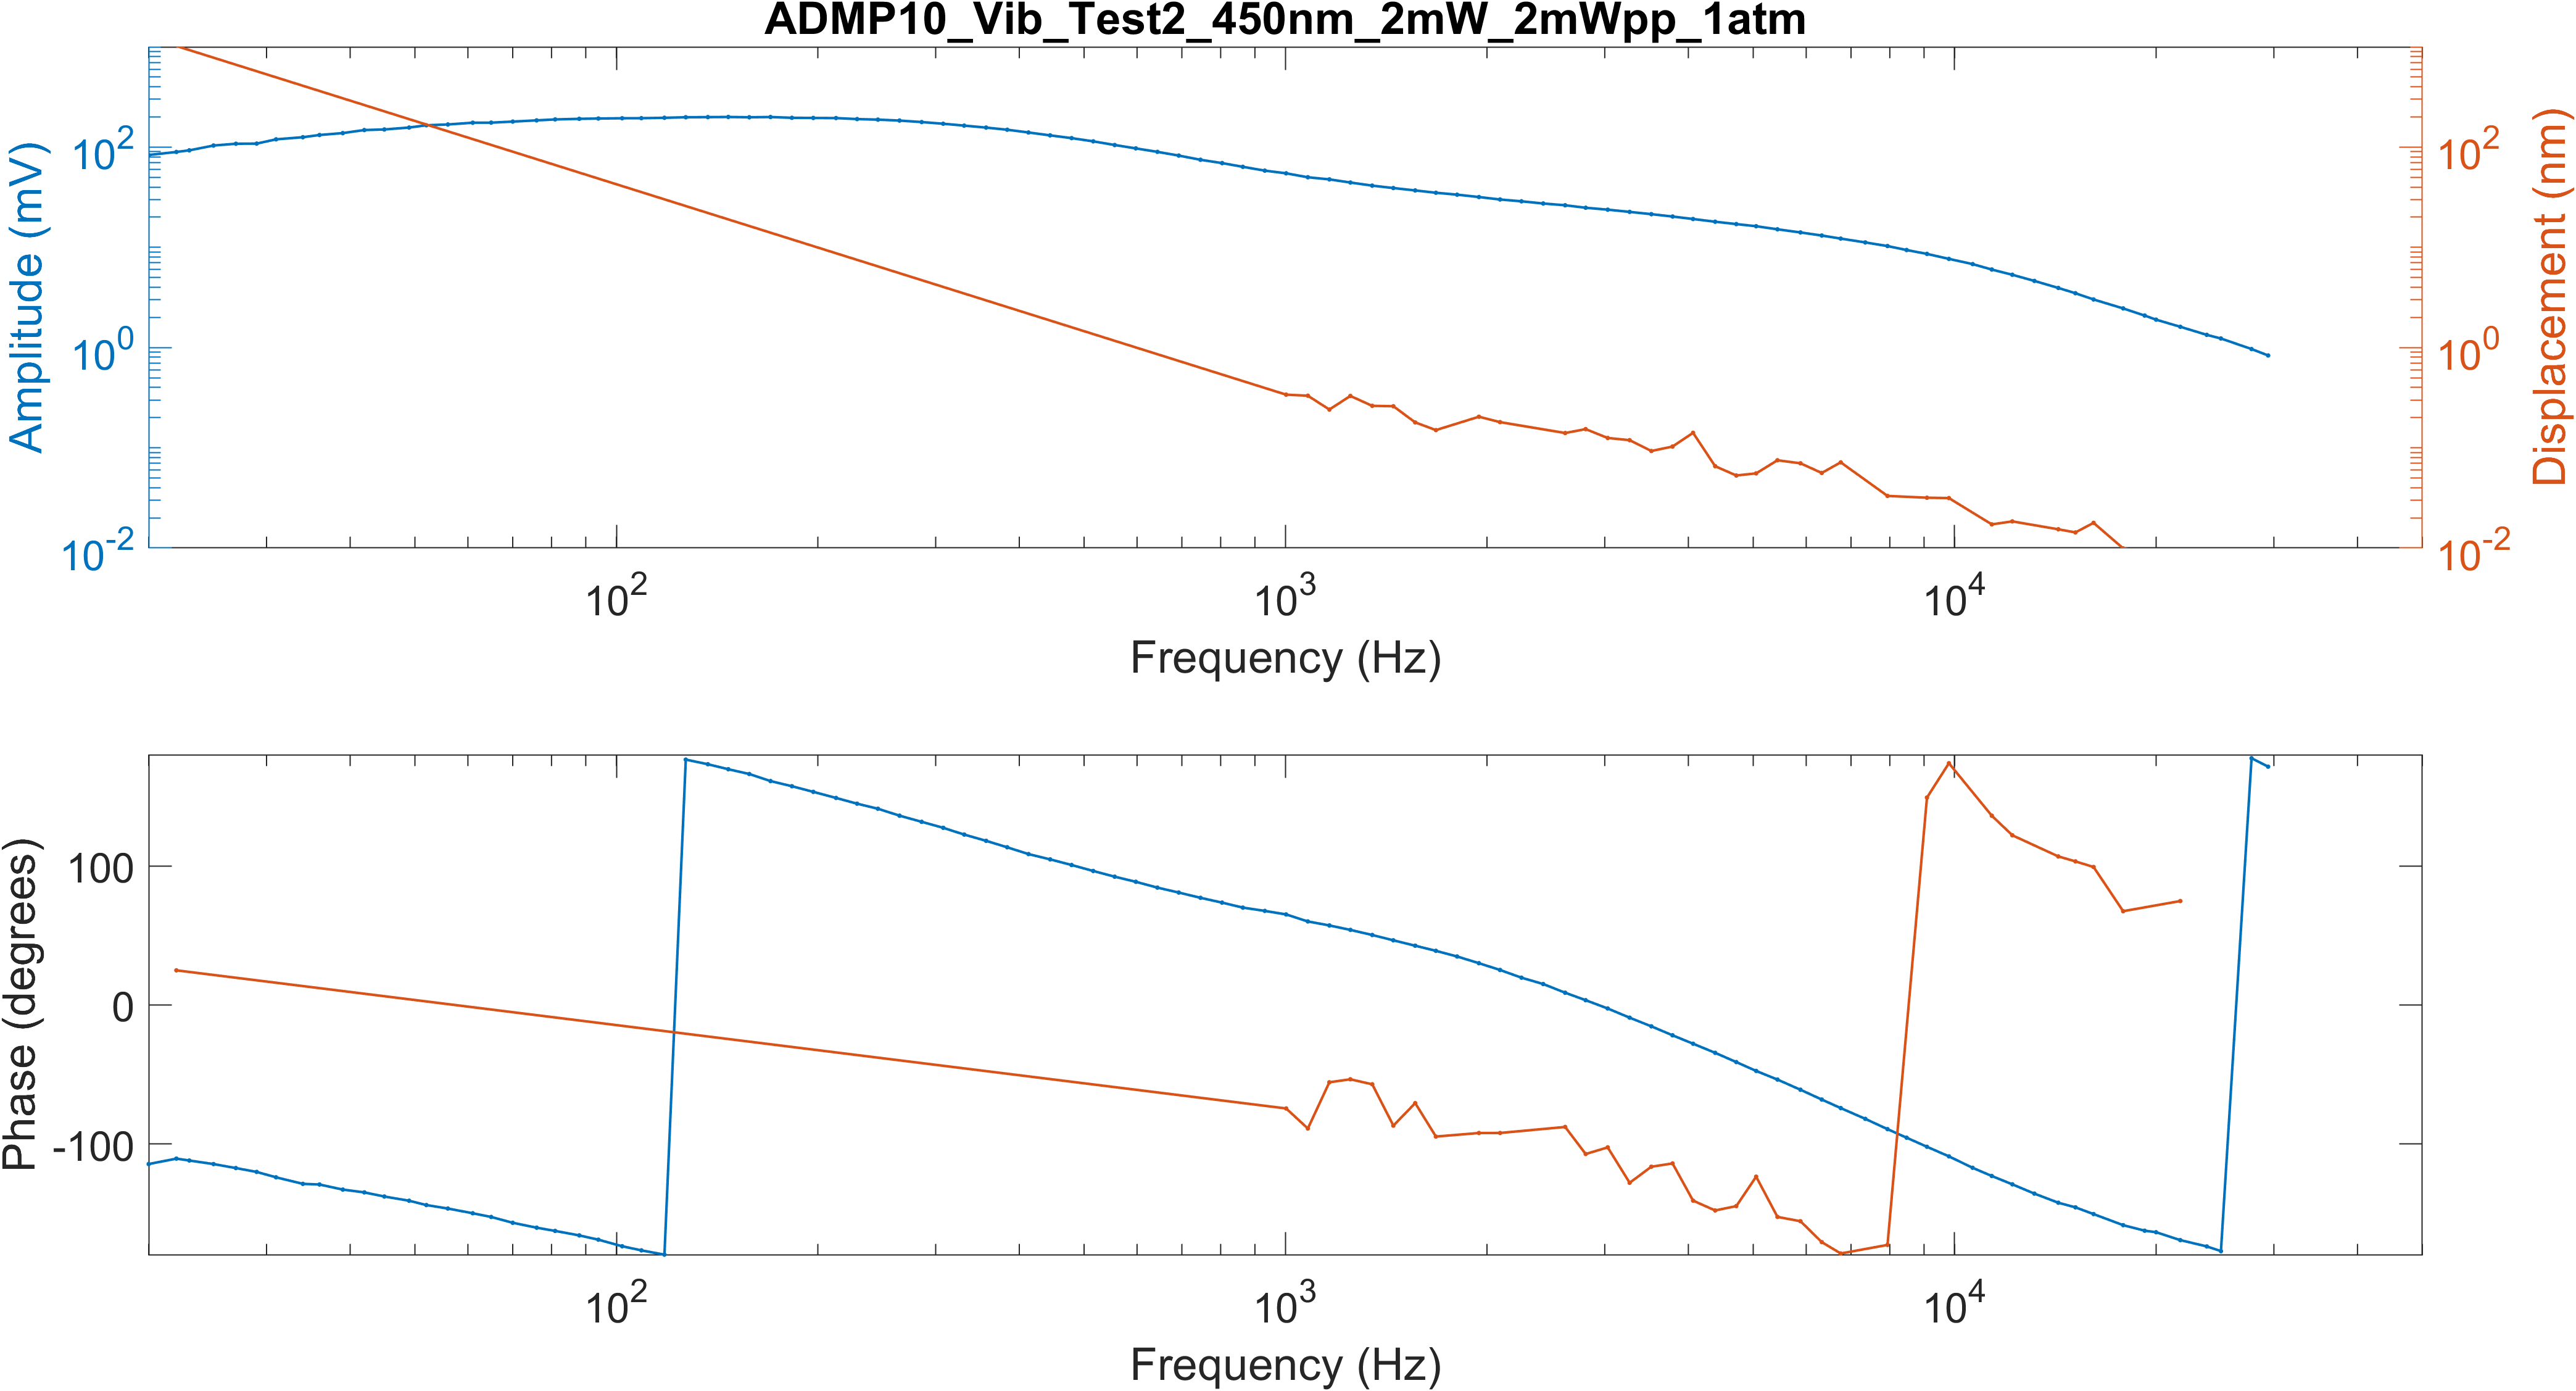 ADMP10_Vib_Test2_450nm_2mW_2mWpp_1atm
Amplitude (mV)
10^2
10^0
10^-2
Displacement (nm)
10^2
10^0
10^-2
10^2
10^3
10^4
Frequency (Hz)
Phase (degrees)
100
0
-100
10^2
10^3
10^4
Frequency (Hz)